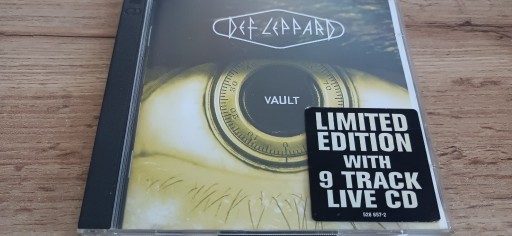 DEF LEPPARD
VAULT
LIMITED
EDITION
WITH
9 TRACK
LIVE CD
528 657-2